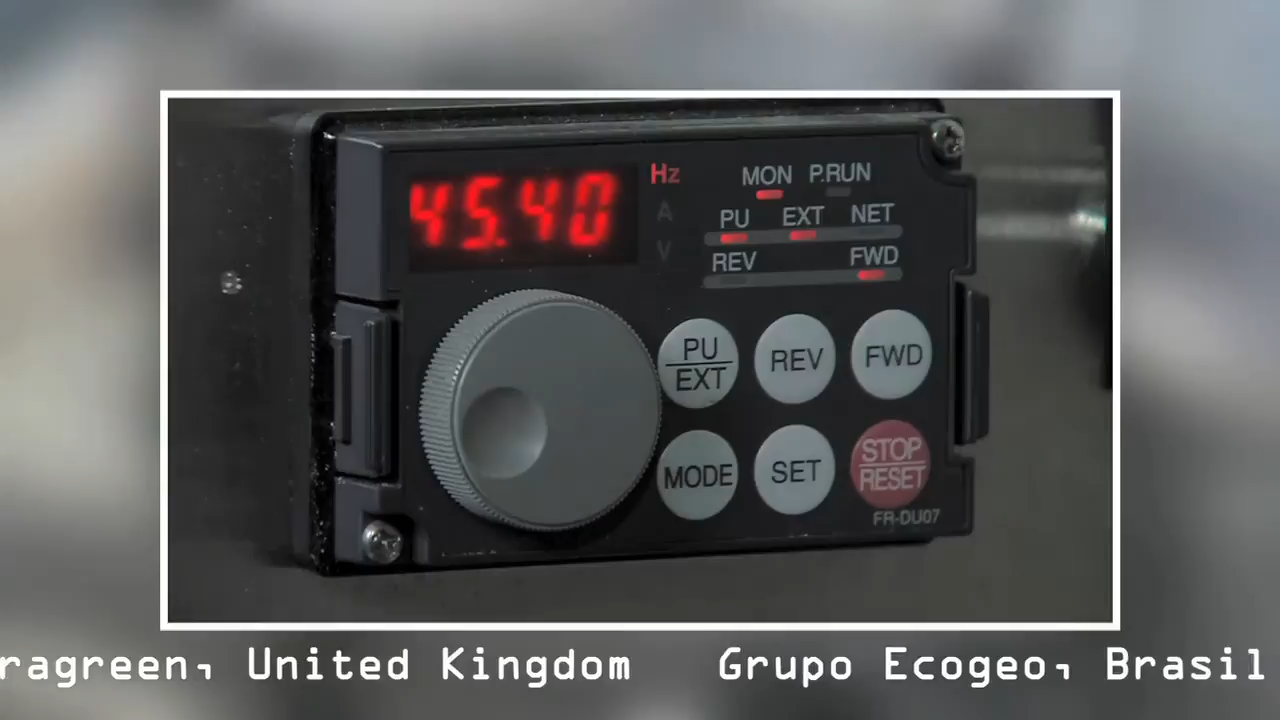 45.40
Hz
A
V
MON P.RUN
PU EXT NET
REV FWD
PU
EXT
REV
FWD
MODE
SET
STOP
RESET
FR-DU07
United Kingdom Grupo Ecogeo, Brasil